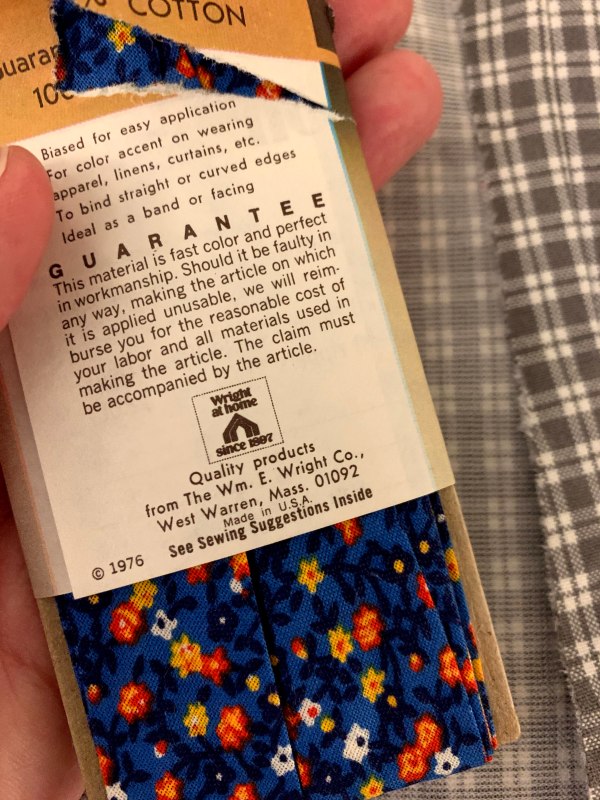 % COTTON
Guaran
100
Biased for easy application
For color accent on wearing
apparel, linens, curtains, etc.
To bind straight or curved edges
Ideal as a band or facing
GUARANTEE
This material is fast color and perfect
in workmanship. Should it be faulty in
any way, making the article on which
it is applied unusable, we will reim-
burse you for the reasonable cost of
your labor and all materials used in
making the article. The claim must
be accompanied by the article.
Wright
at home
since 1897
Quality products
from The Wm. E. Wright Co.,
West Warren, Mass. 01092
Made in U.S.A.
See Sewing Suggestions Inside
© 1976